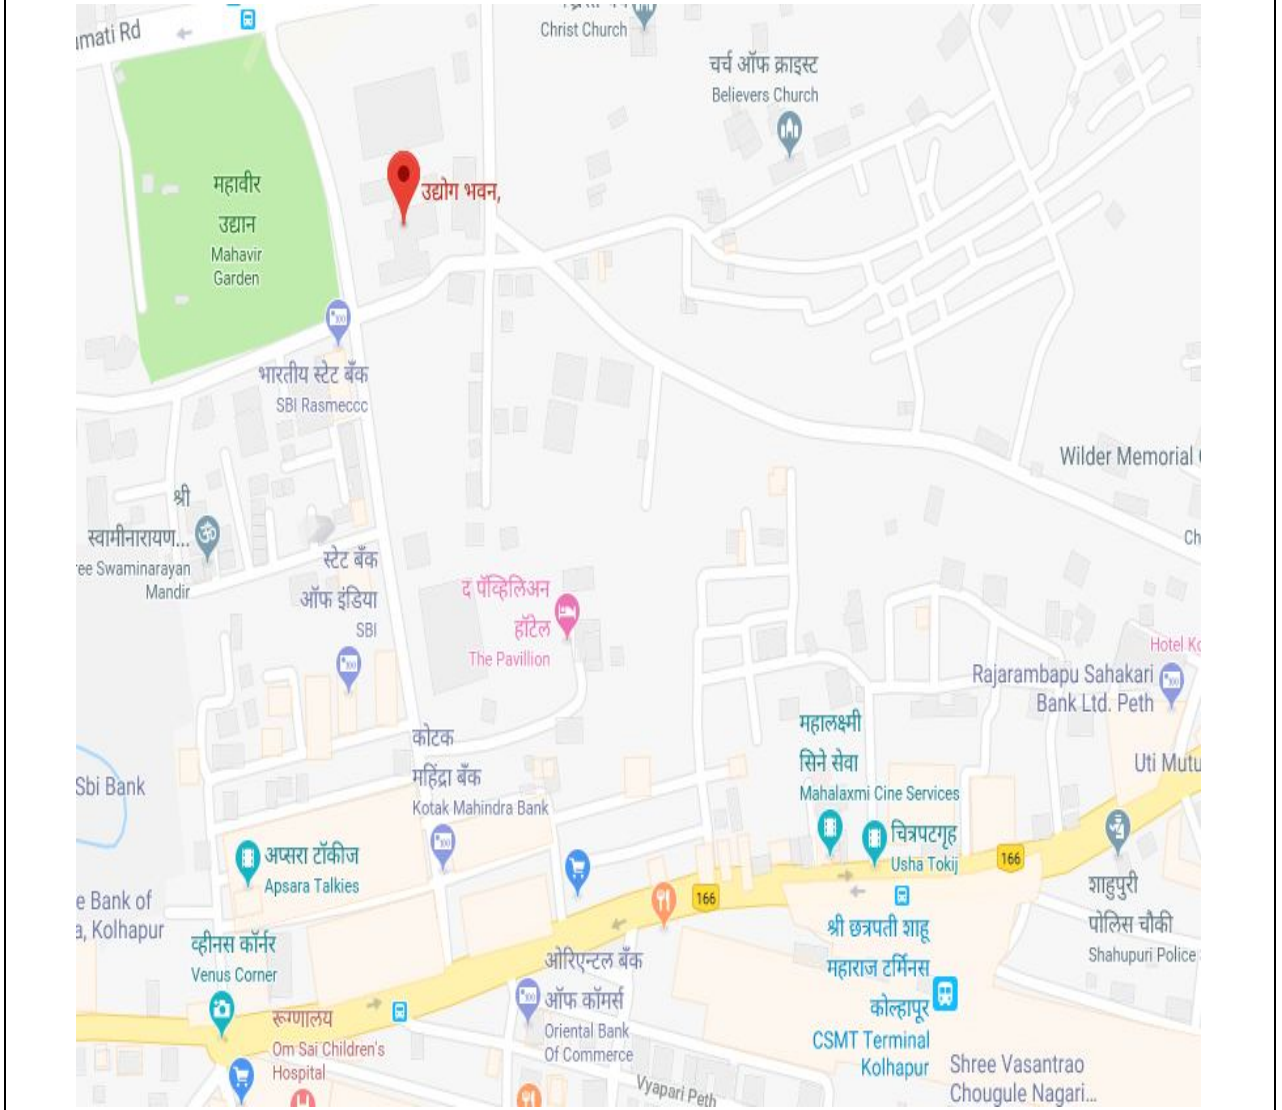 Christ Church
चर्च ऑफ क्राइस्ट
Believers Church
उद्योग भवन,
महावीर
उद्यान
Mahavir
Garden
भारतीय स्टेट बँक
SBI Rasmeccc
Wilder Memorial
श्री
स्वामीनारायण...
ree Swaminarayan
Mandir
Ch
स्टेट बँक
ऑफ इंडिया
SBI
द पॅव्हिलिअन
हॉटेल
The Pavillion
Hotel Ko
Rajarambapu Sahakari
Bank Ltd. Peth
महालक्ष्मी
सिने सेवा
Mahalaxmi Cine Services
कोटक
महिंद्रा बँक
Kotak Mahindra Bank
Sbi Bank
Uti Mutu
चित्रपटगृह
Usha Tokij
अप्सरा टॉकीज
Apsara Talkies
166
166
शाहुपुरी
पोलिस चौकी
Shahupuri Police
e Bank of
a, Kolhapur
व्हीनस कॉर्नर
Venus Corner
श्री छत्रपती शाहू
महाराज टर्मिनस
कोल्हापूर
CSMT Terminal
Kolhapur
ओरिएन्टल बँक
ऑफ कॉमर्स
Oriental Bank
Of Commerce
रूग्णालय
Om Sai Children's
Hospital
Vyapari Peth
Shree Vasantrao
Chougule Nagari...